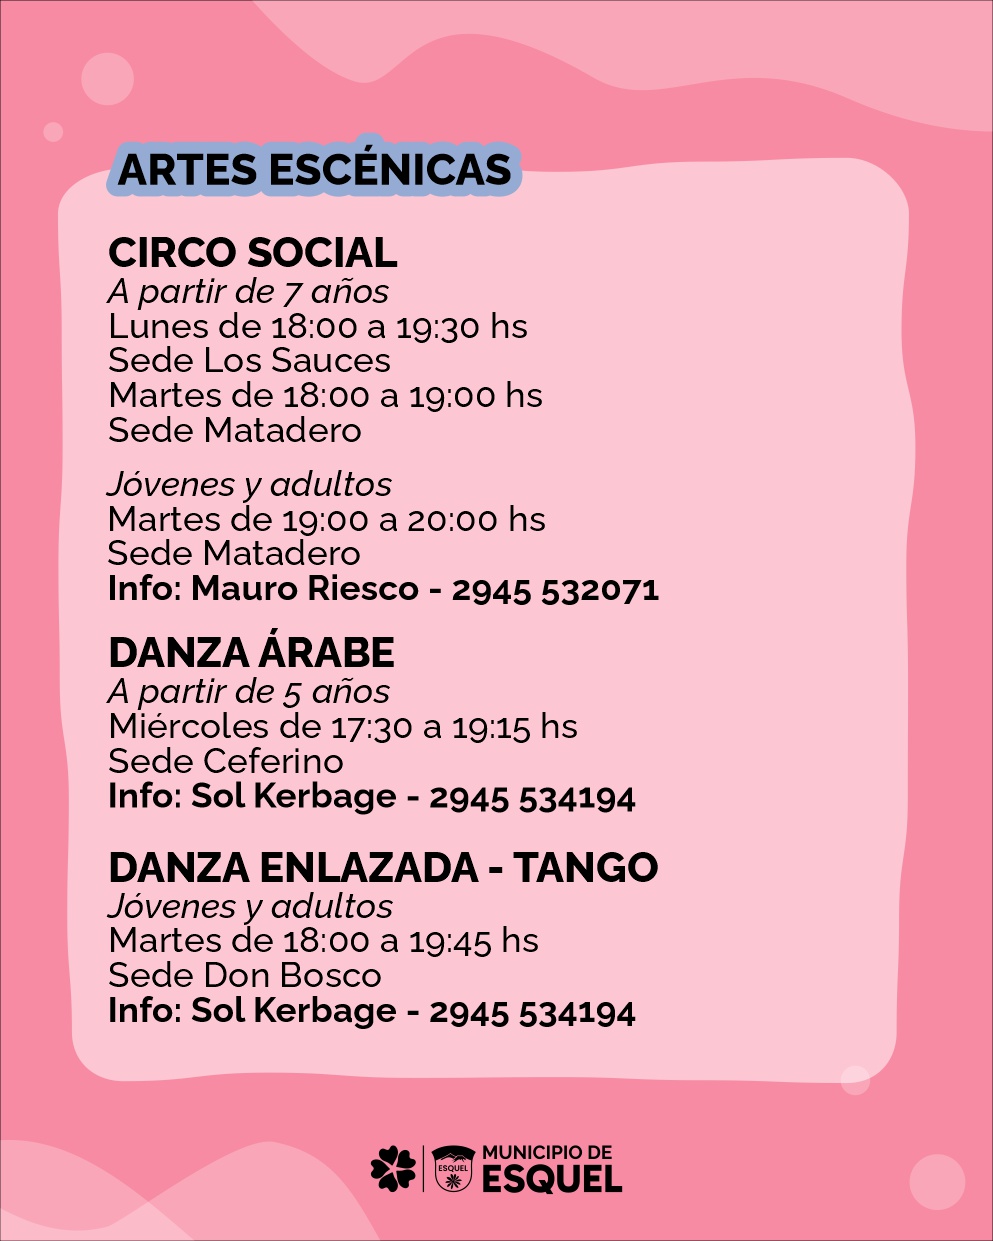 ARTES ESCÉNICAS
CIRCO SOCIAL
A partir de 7 años
Lunes de 18:00 a 19:30 hs
Sede Los Sauces
Martes de 18:00 a 19:00 hs
Sede Matadero
Jóvenes y adultos
Martes de 19:00 a 20:00 hs
Sede Matadero
Info: Mauro Riesco - 2945 532071
DANZA ÁRABE
A partir de 5 años
Miércoles de 17:30 a 19:15 hs
Sede Ceferino
Info: Sol Kerbage - 2945 534194
DANZA ENLAZADA - TANGO
Jóvenes y adultos
Martes de 18:00 a 19:45 hs
Sede Don Bosco
Info: Sol Kerbage - 2945 534194
ESQUEL
MUNICIPIO DE
ESQUEL